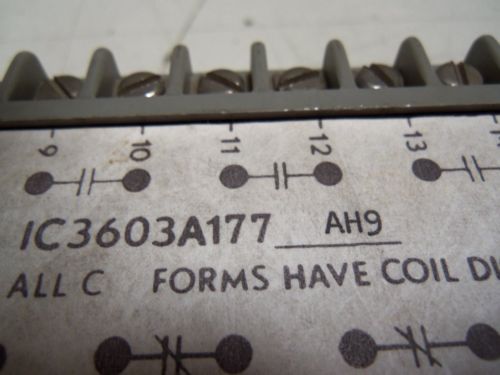 9 10 11 12 13
IC3603A177 AH9
ALL C FORMS HAVE COIL